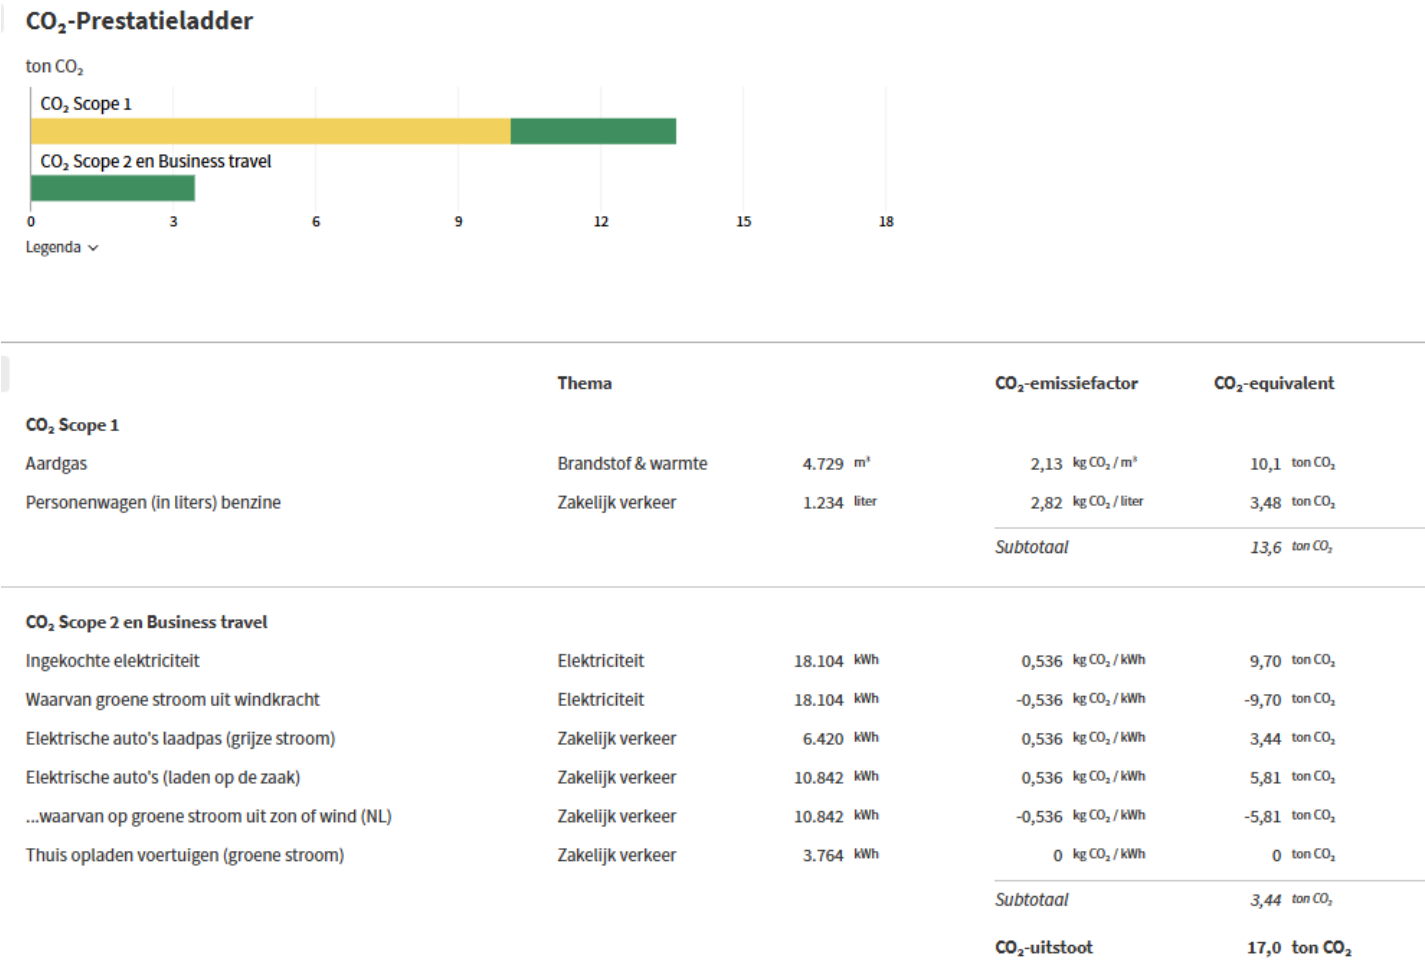 CO₂-Prestatieladder
ton CO₂
CO₂ Scope 1
CO₂ Scope 2 en Business travel
0 3 6 9 12 15 18
Legenda
Thema CO₂-emissiefactor CO₂-equivalent
CO₂ Scope 1
Aardgas Brandstof & warmte 4.729 m³ 2,13 kg CO₂ / m³ 10,1 ton CO₂
Personenwagen (in liters) benzine Zakelijk verkeer 1.234 liter 2,82 kg CO₂ / liter 3,48 ton CO₂
Subtotaal 13,6 ton CO₂
CO₂ Scope 2 en Business travel
Ingekochte elektriciteit Elektriciteit 18.104 kWh 0,536 kg CO₂ / kWh 9,70 ton CO₂
Waarvan groene stroom uit windkracht Elektriciteit 18.104 kWh -0,536 kg CO₂ / kWh -9,70 ton CO₂
Elektrische auto's laadpas (grijze stroom) Zakelijk verkeer 6.420 kWh 0,536 kg CO₂ / kWh 3,44 ton CO₂
Elektrische auto's (laden op de zaak) Zakelijk verkeer 10.842 kWh 0,536 kg CO₂ / kWh 5,81 ton CO₂
...waarvan op groene stroom uit zon of wind (NL) Zakelijk verkeer 10.842 kWh -0,536 kg CO₂ / kWh -5,81 ton CO₂
Thuis opladen voertuigen (groene stroom) Zakelijk verkeer 3.764 kWh 0 kg CO₂ / kWh 0 ton CO₂
Subtotaal 3,44 ton CO₂
CO₂-uitstoot 17,0 ton CO₂